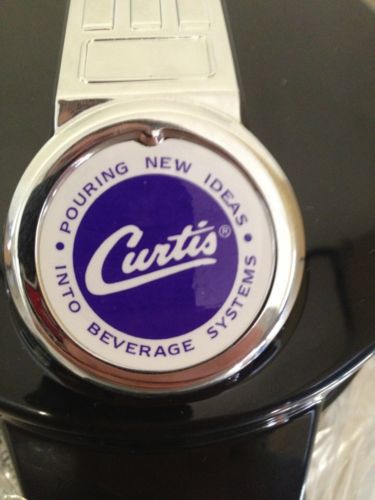 POURING NEW IDEAS
Curtis®
INTO BEVERAGE SYSTEMS